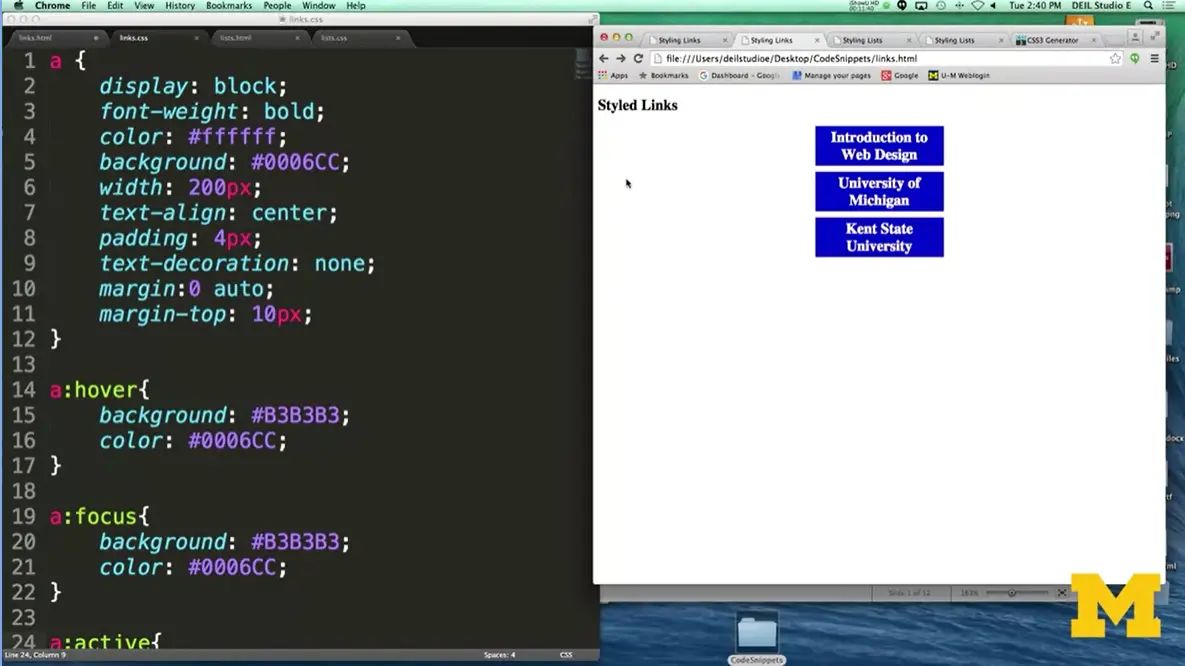 Chrome File Edit View History Bookmarks People Window Help
Tue 2:40 PM DEIL Studio E
links.css
links.html links.css lists.html lists.css
1 a {
2 display: block;
3 font-weight: bold;
4 color: #ffffff;
5 background: #0006CC;
6 width: 200px;
7 text-align: center;
8 padding: 4px;
9 text-decoration: none;
10 margin:0 auto;
11 margin-top: 10px;
12 }
13
14 a:hover{
15 background: #B3B3B3;
16 color: #0006CC;
17 }
18
19 a:focus{
20 background: #B3B3B3;
21 color: #0006CC;
22 }
23
24 a:active{
Line 24, Column 9 Spaces: 4 CSS
Styling Links Styling Links Styling Lists Styling Lists CSS3 Generator
file:///Users/deilstudioe/Desktop/CodeSnippets/links.html
Apps Bookmarks Dashboard - Googl Manage your pages Google U-M Weblogin
Styled Links
Introduction to
Web Design
University of
Michigan
Kent State
University
163%
CodeSnippets
M